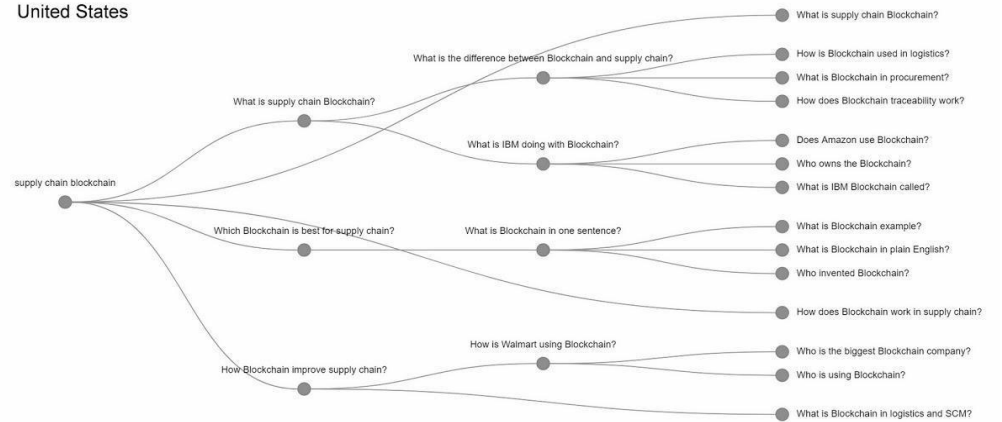 United States
supply chain blockchain
What is supply chain Blockchain?
Which Blockchain is best for supply chain?
How Blockchain improve supply chain?
What is the difference between Blockchain and supply chain?
What is IBM doing with Blockchain?
What is Blockchain in one sentence?
How is Walmart using Blockchain?
What is supply chain Blockchain?
How is Blockchain used in logistics?
What is Blockchain in procurement?
How does Blockchain traceability work?
Does Amazon use Blockchain?
Who owns the Blockchain?
What is IBM Blockchain called?
What is Blockchain example?
What is Blockchain in plain English?
Who invented Blockchain?
How does Blockchain work in supply chain?
Who is the biggest Blockchain company?
Who is using Blockchain?
What is Blockchain in logistics and SCM?